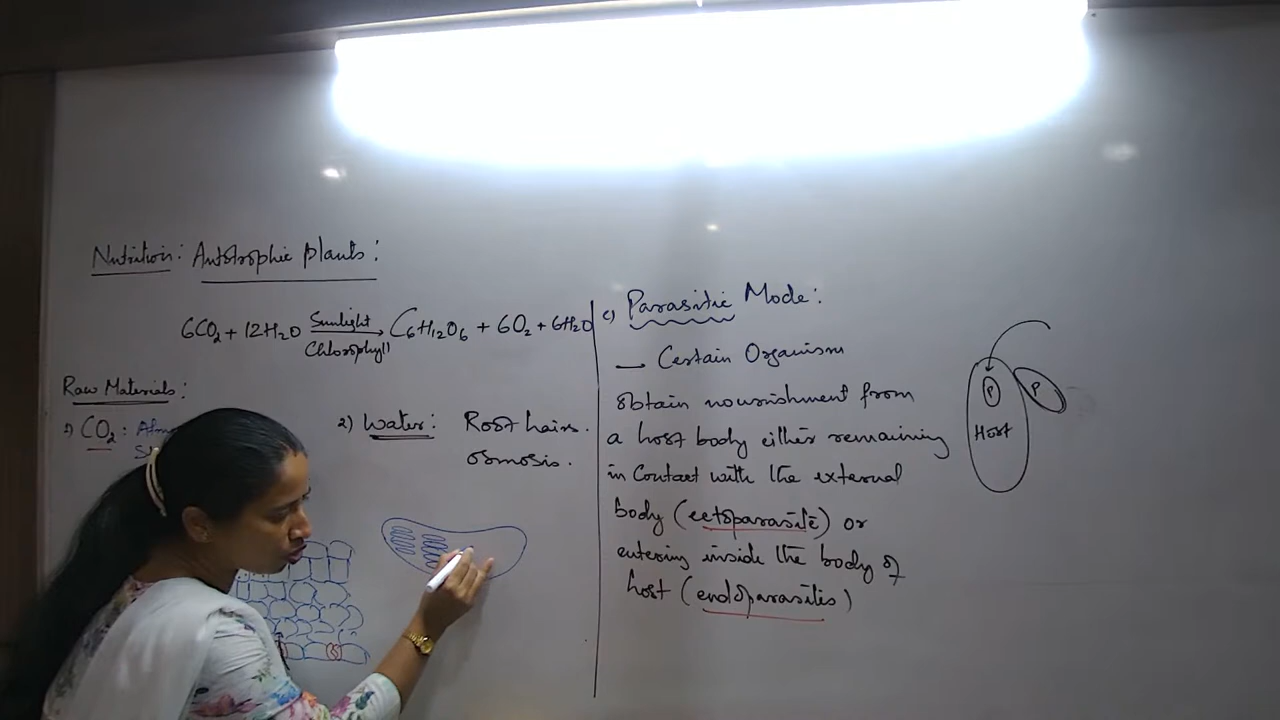 Nutrition: Autotrophic plants:
6CO₂ + 12H₂O Sunlight Chlorophyll C₆H₁₂O₆ + 6O₂ + 6H₂O
Raw Materials:
1) CO₂:
2) Water: Root hairs.
osmosis.
c) Parasitic Mode:
— Certain Organisms
obtain nourishment from
a host body either remaining
in Contact with the external
body (ectoparasite) or
entering inside the body of
host (endoparasites)
P
P
Host